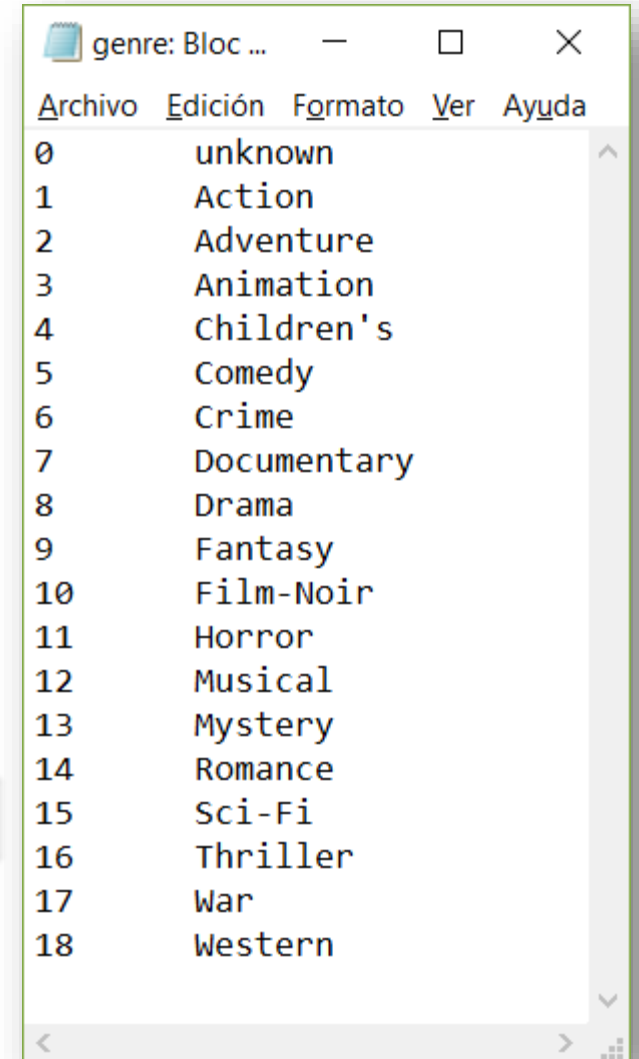 genre: Bloc ...
Archivo Edición Formato Ver Ayuda
0 unknown
1 Action
2 Adventure
3 Animation
4 Children's
5 Comedy
6 Crime
7 Documentary
8 Drama
9 Fantasy
10 Film-Noir
11 Horror
12 Musical
13 Mystery
14 Romance
15 Sci-Fi
16 Thriller
17 War
18 Western